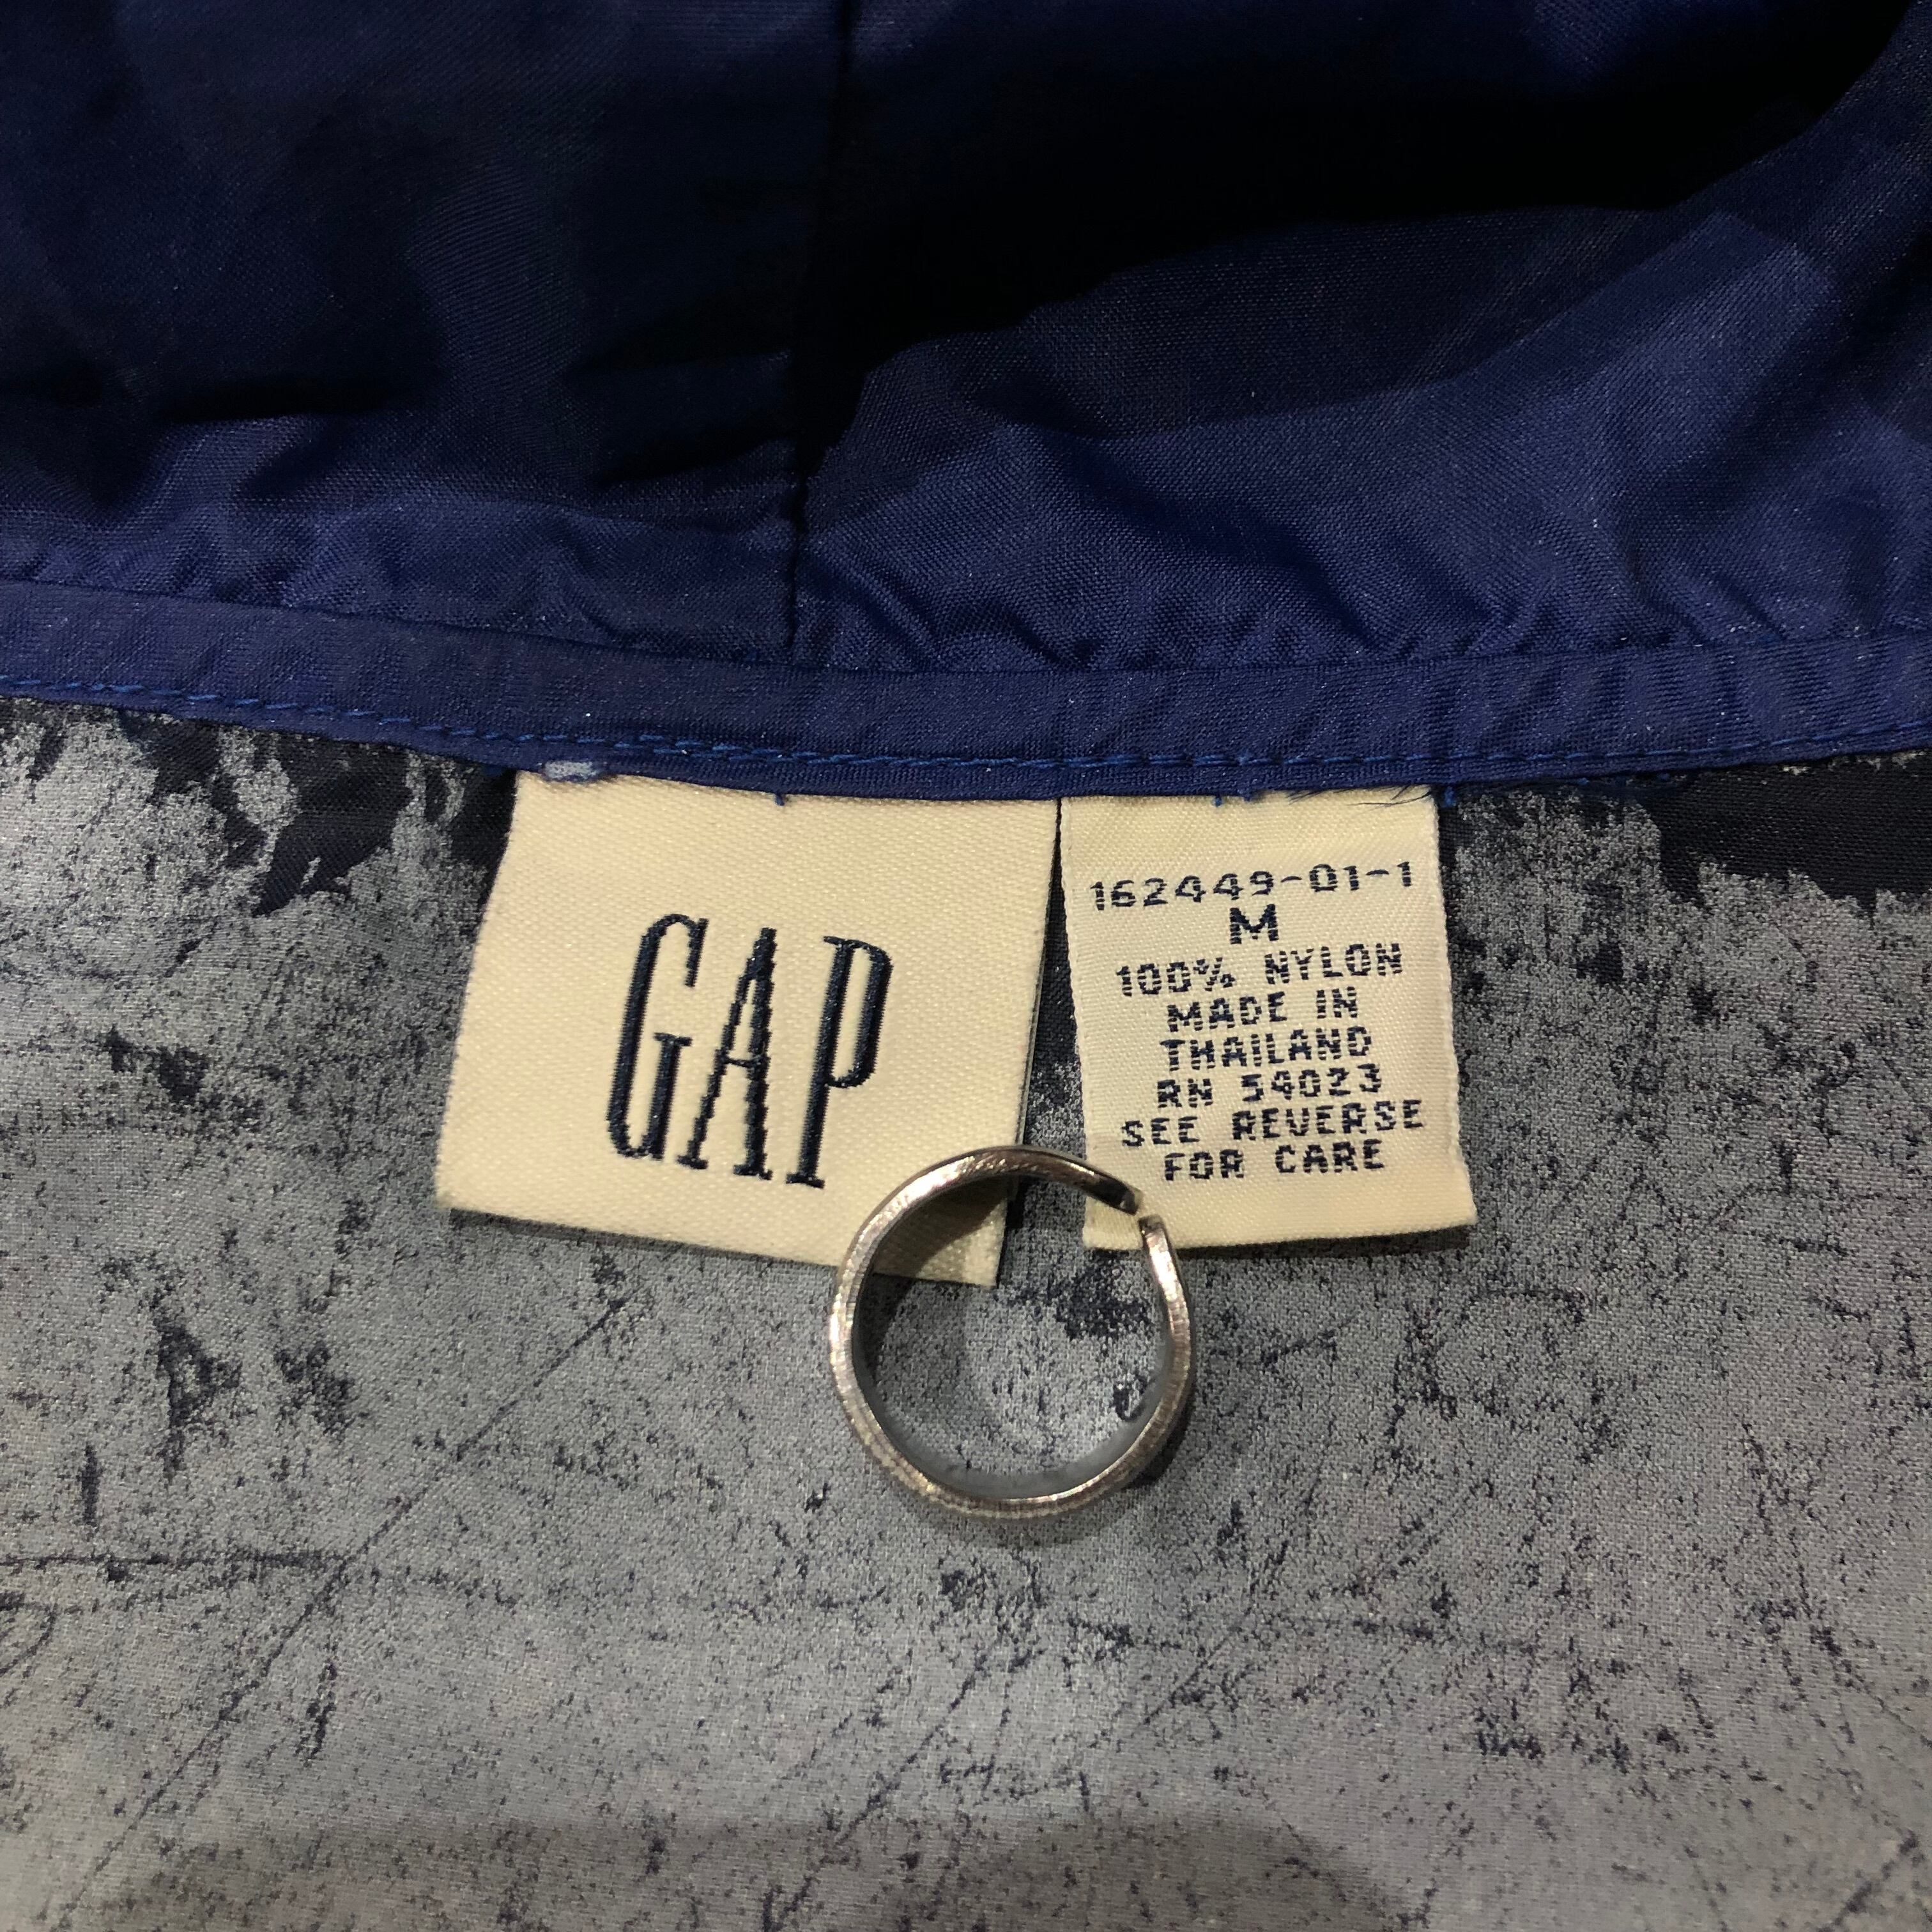 GAP
162449-01-1
M
100% NYLON
MADE IN
THAILAND
RN 54023
SEE REVERSE
FOR CARE